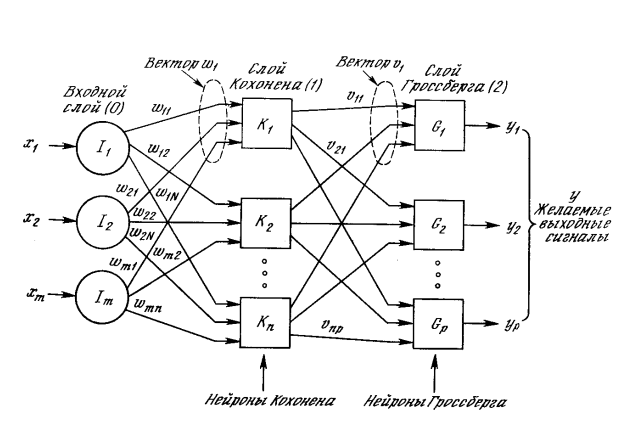 Вектор w₁
Слой
Кохонена (1)
Вектор v₁
Слой
Гроссберга (2)
Входной
слой (0)
w₁₁
v₁₁
K₁
G₁
y₁
x₁
I₁
w₁₂
v₂₁
w₂₁
w₁N
У
Желаемые
выходные
сигналы
x₂
I₂
w₂₂
w₂N
K₂
G₂
y₂
wₘ₁
wₘ₂
xₘ
Iₘ
wₘₙ
Kₙ
vₙₚ
Gₚ
yₚ
Нейроны Кохонена
Нейроны Гроссберга